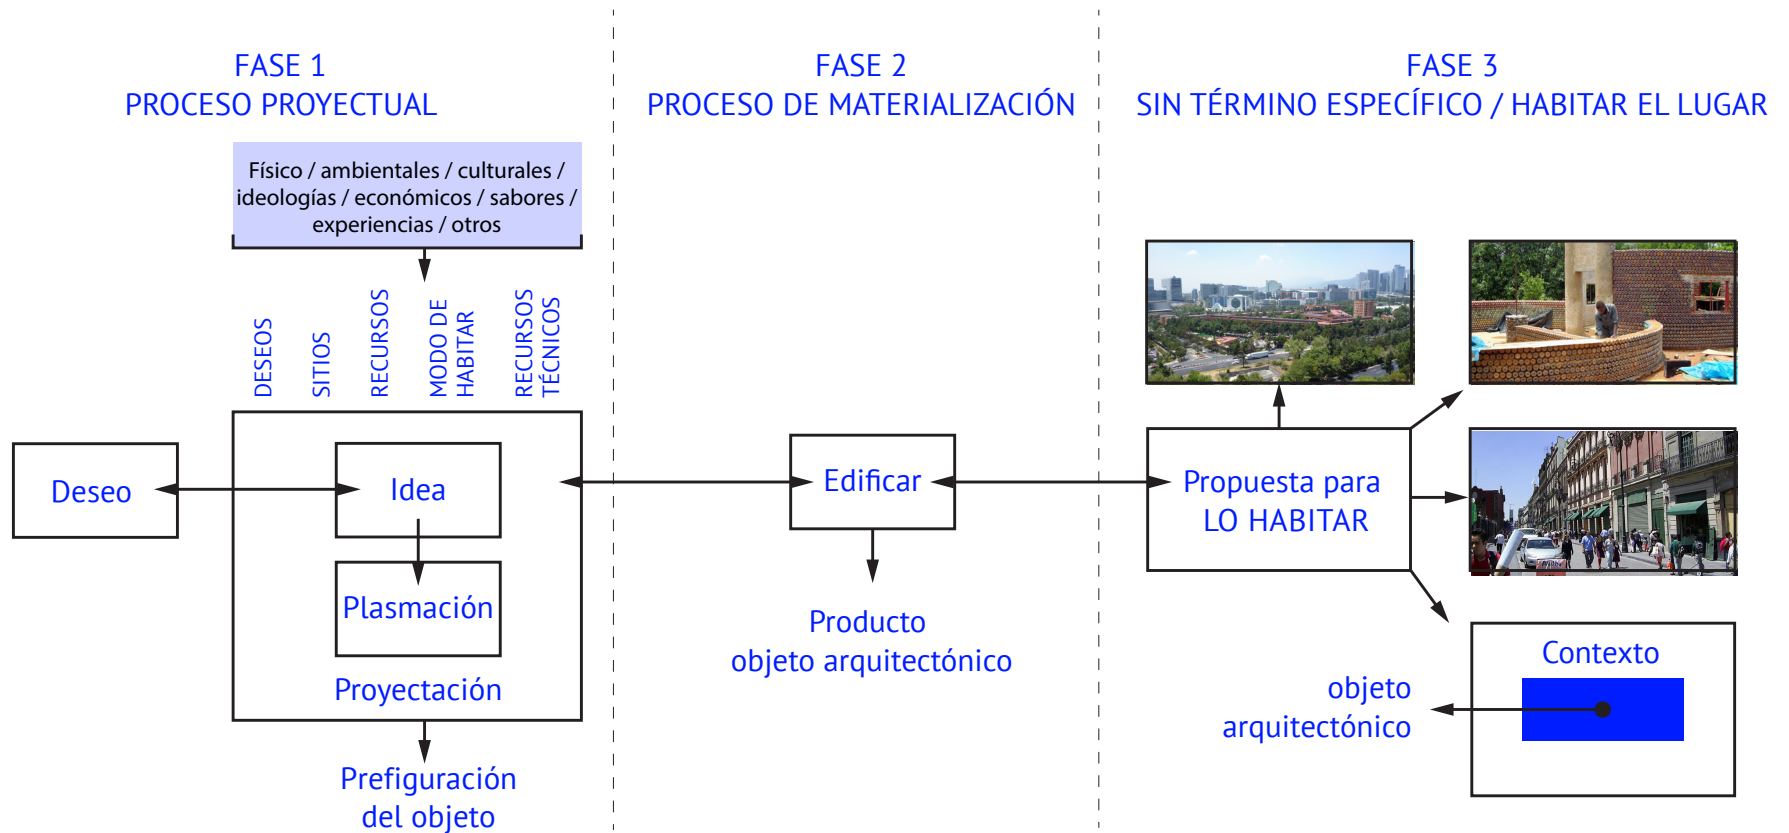 FASE 1
PROCESO PROYECTUAL
Físico / ambientales / culturales /
ideologías / económicos / sabores /
experiencias / otros
DESEOS
SITIOS
RECURSOS
MODO DE
HABITAR
RECURSOS
TÉCNICOS
Deseo
Idea
Plasmación
Proyectación
Prefiguración
del objeto
FASE 2
PROCESO DE MATERIALIZACIÓN
Edificar
Producto
objeto arquitectónico
FASE 3
SIN TÉRMINO ESPECÍFICO / HABITAR EL LUGAR
Propuesta para
LO HABITAR
Contexto
objeto
arquitectónico